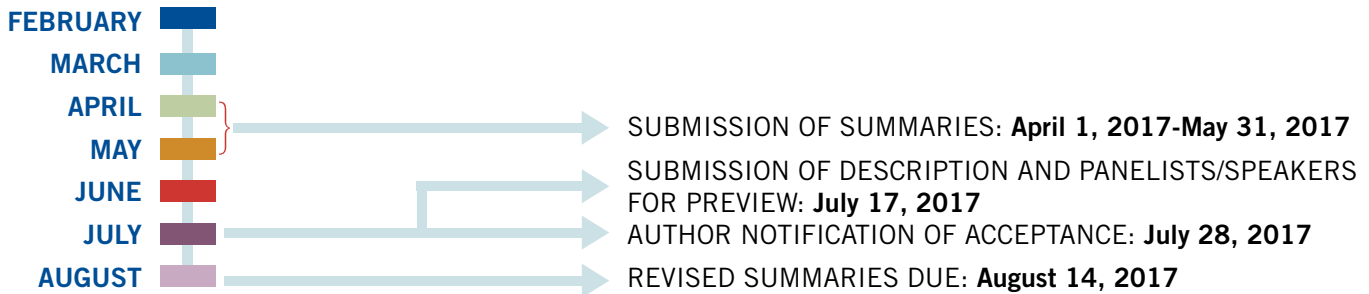 FEBRUARY
MARCH
APRIL
MAY
JUNE
JULY
AUGUST
SUBMISSION OF SUMMARIES: April 1, 2017-May 31, 2017
SUBMISSION OF DESCRIPTION AND PANELISTS/SPEAKERS
FOR PREVIEW: July 17, 2017
AUTHOR NOTIFICATION OF ACCEPTANCE: July 28, 2017
REVISED SUMMARIES DUE: August 14, 2017